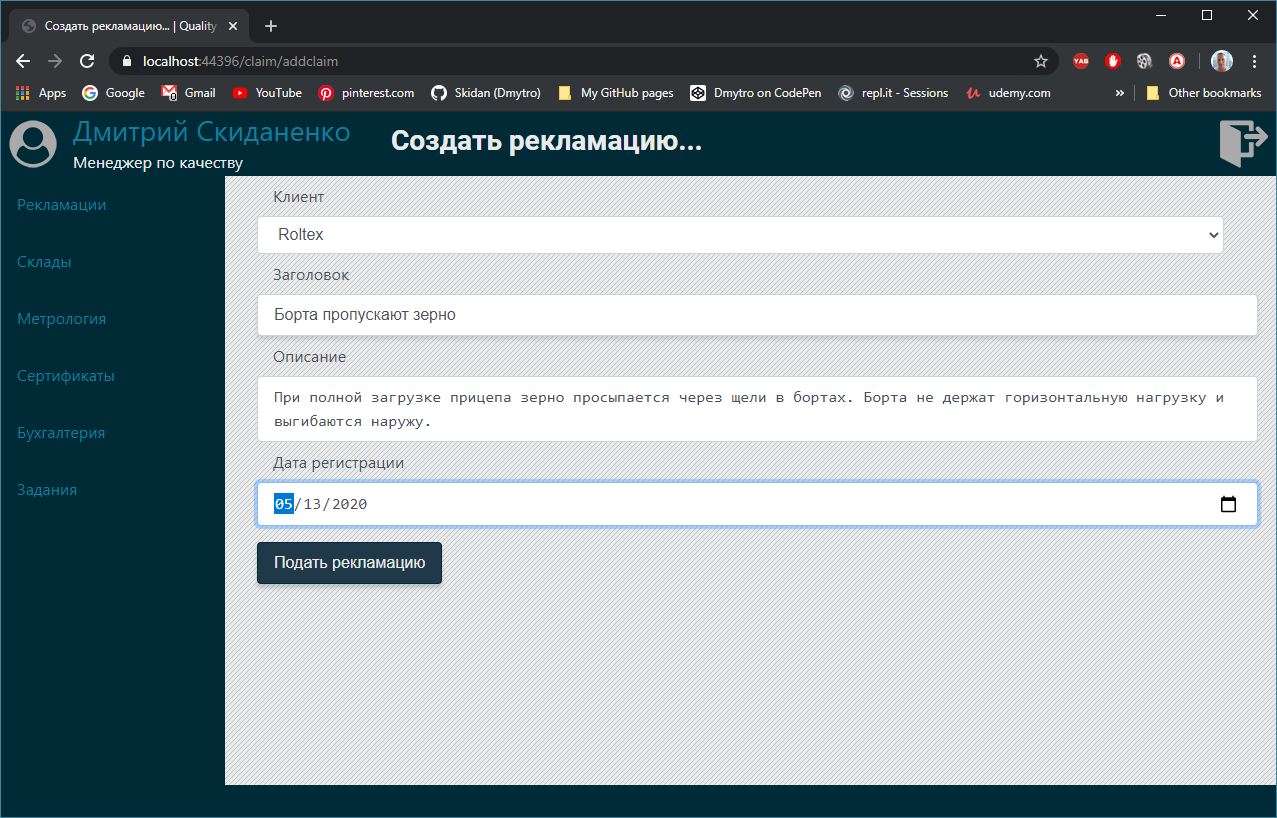 Создать рекламацию... | Quality
localhost:44396/claim/addclaim
YAB
A
Apps
Google
Gmail
YouTube
pinterest.com
Skidan (Dmytro)
My GitHub pages
Dmytro on CodePen
repl.it - Sessions
udemy.com
»
Other bookmarks
Дмитрий Скиданенко
Менеджер по качеству
Создать рекламацию...
Рекламации
Склады
Метрология
Сертификаты
Бухгалтерия
Задания
Клиент
Roltex
Заголовок
Борта пропускают зерно
Описание
При полной загрузке прицепа зерно просыпается через щели в бортах. Борта не держат горизонтальную нагрузку и
выгибаются наружу.
Дата регистрации
05/13/2020
Подать рекламацию